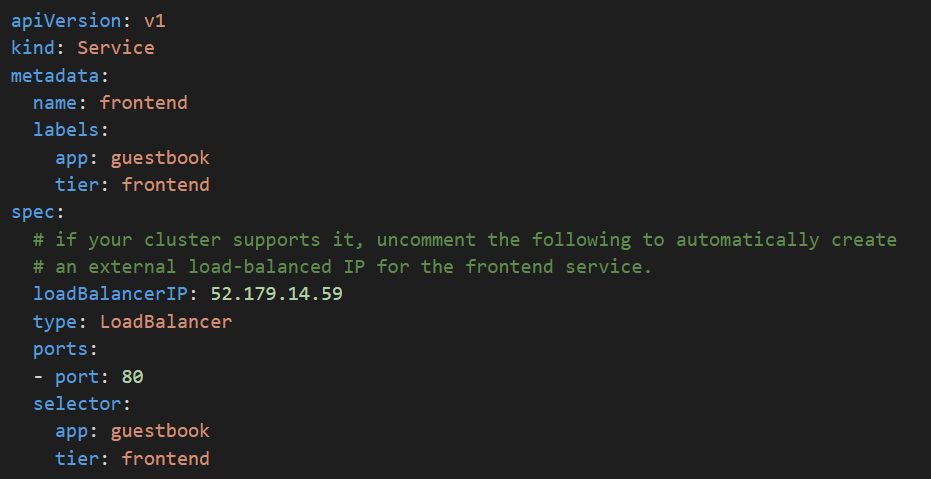 apiVersion: v1
kind: Service
metadata:
  name: frontend
  labels:
    app: guestbook
    tier: frontend
spec:
  # if your cluster supports it, uncomment the following to automatically create
  # an external load-balanced IP for the frontend service.
  loadBalancerIP: 52.179.14.59
  type: LoadBalancer
  ports:
  - port: 80
  selector:
    app: guestbook
    tier: frontend